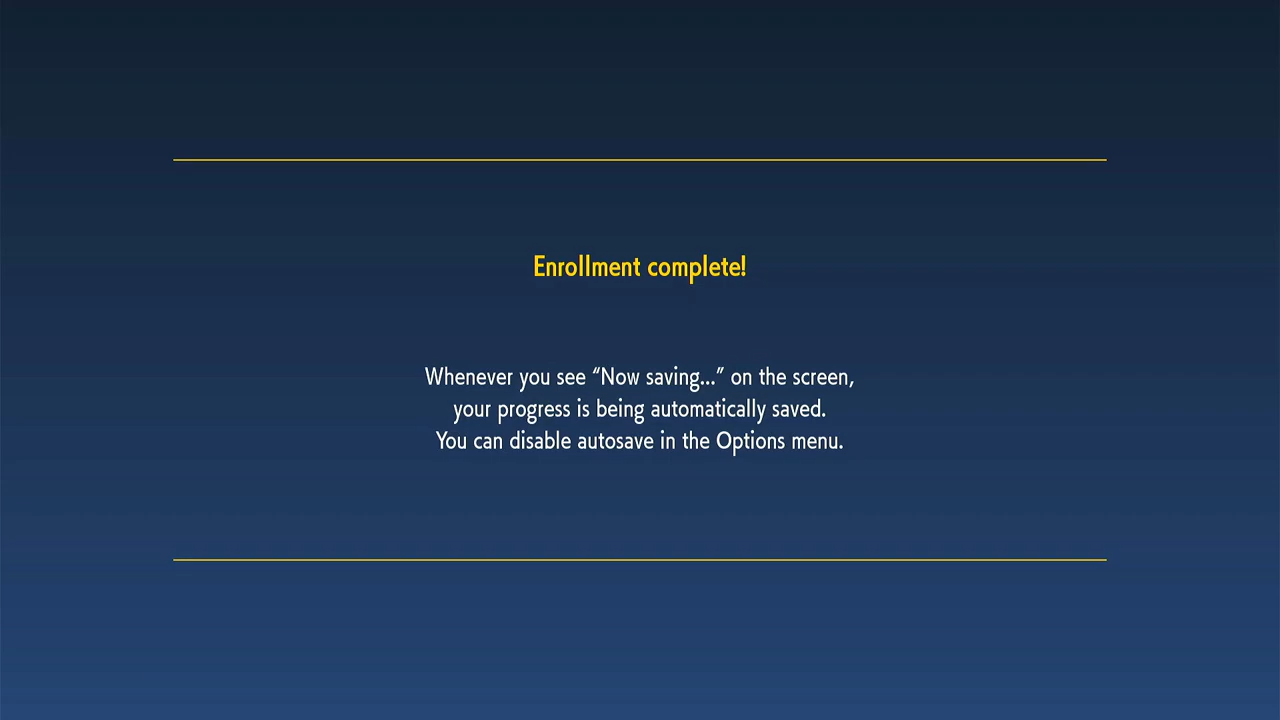 Enrollment complete!
Whenever you see “Now saving...” on the screen,
your progress is being automatically saved.
You can disable autosave in the Options menu.